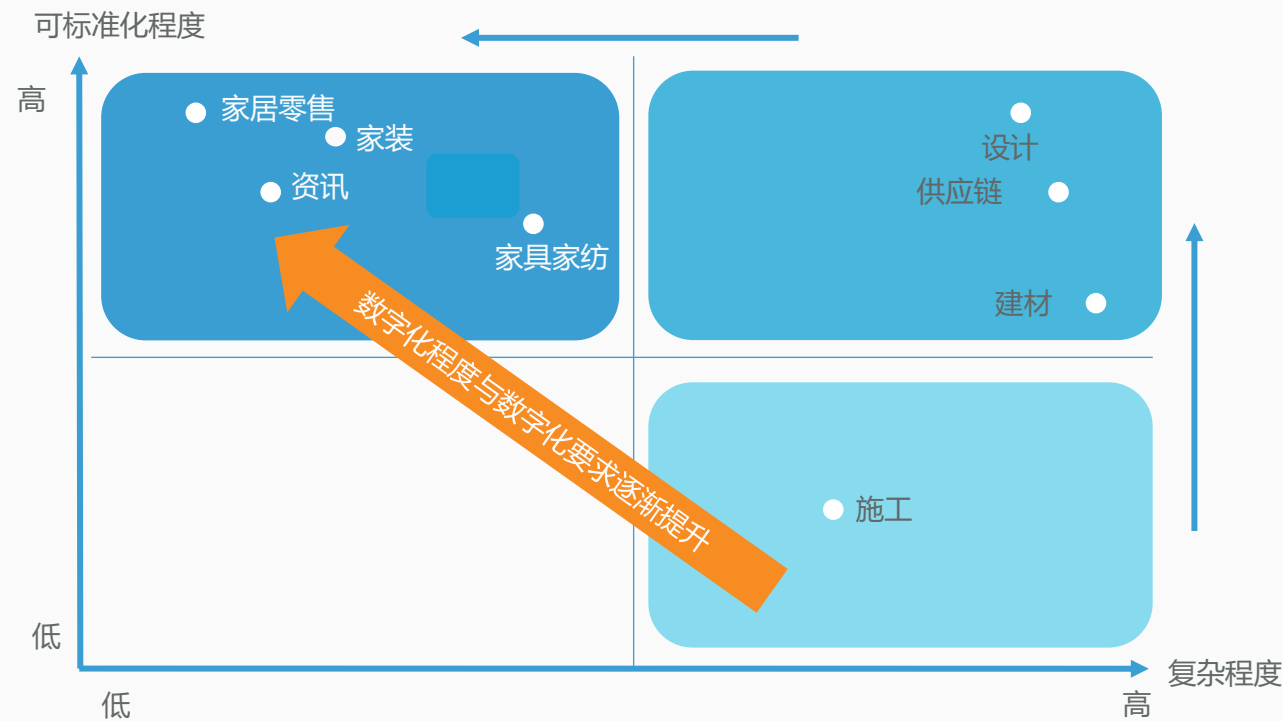 可标准化程度
高
家居零售
家装
资讯
家具家纺
设计
供应链
建材
数字化程度与数字化要求逐渐提升
施工
低
低
高
复杂程度